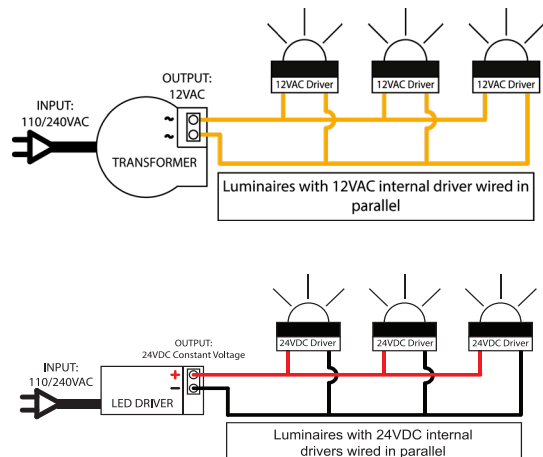 12VAC Driver
12VAC Driver
12VAC Driver
OUTPUT:
12VAC
INPUT:
110/240VAC
~
~
TRANSFORMER
Luminaires with 12VAC internal driver wired in
parallel
24VDC Driver
24VDC Driver
24VDC Driver
OUTPUT:
24VDC Constant Voltage
INPUT:
110/240VAC
+
−
LED DRIVER
Luminaires with 24VDC internal
drivers wired in parallel